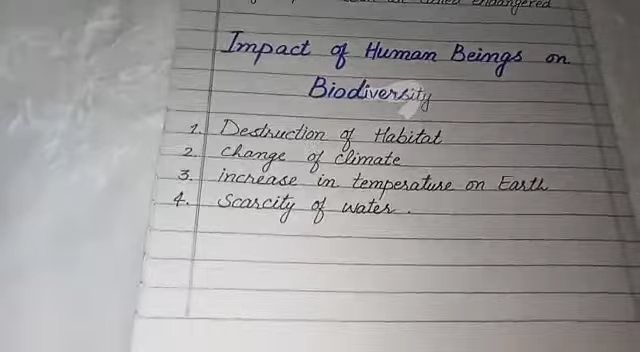 endangered
Impact of Human Beings on
Biodiversity
1. Destruction of Habitat
2. change of climate
3. increase in temperature on Earth
4. Scarcity of water.